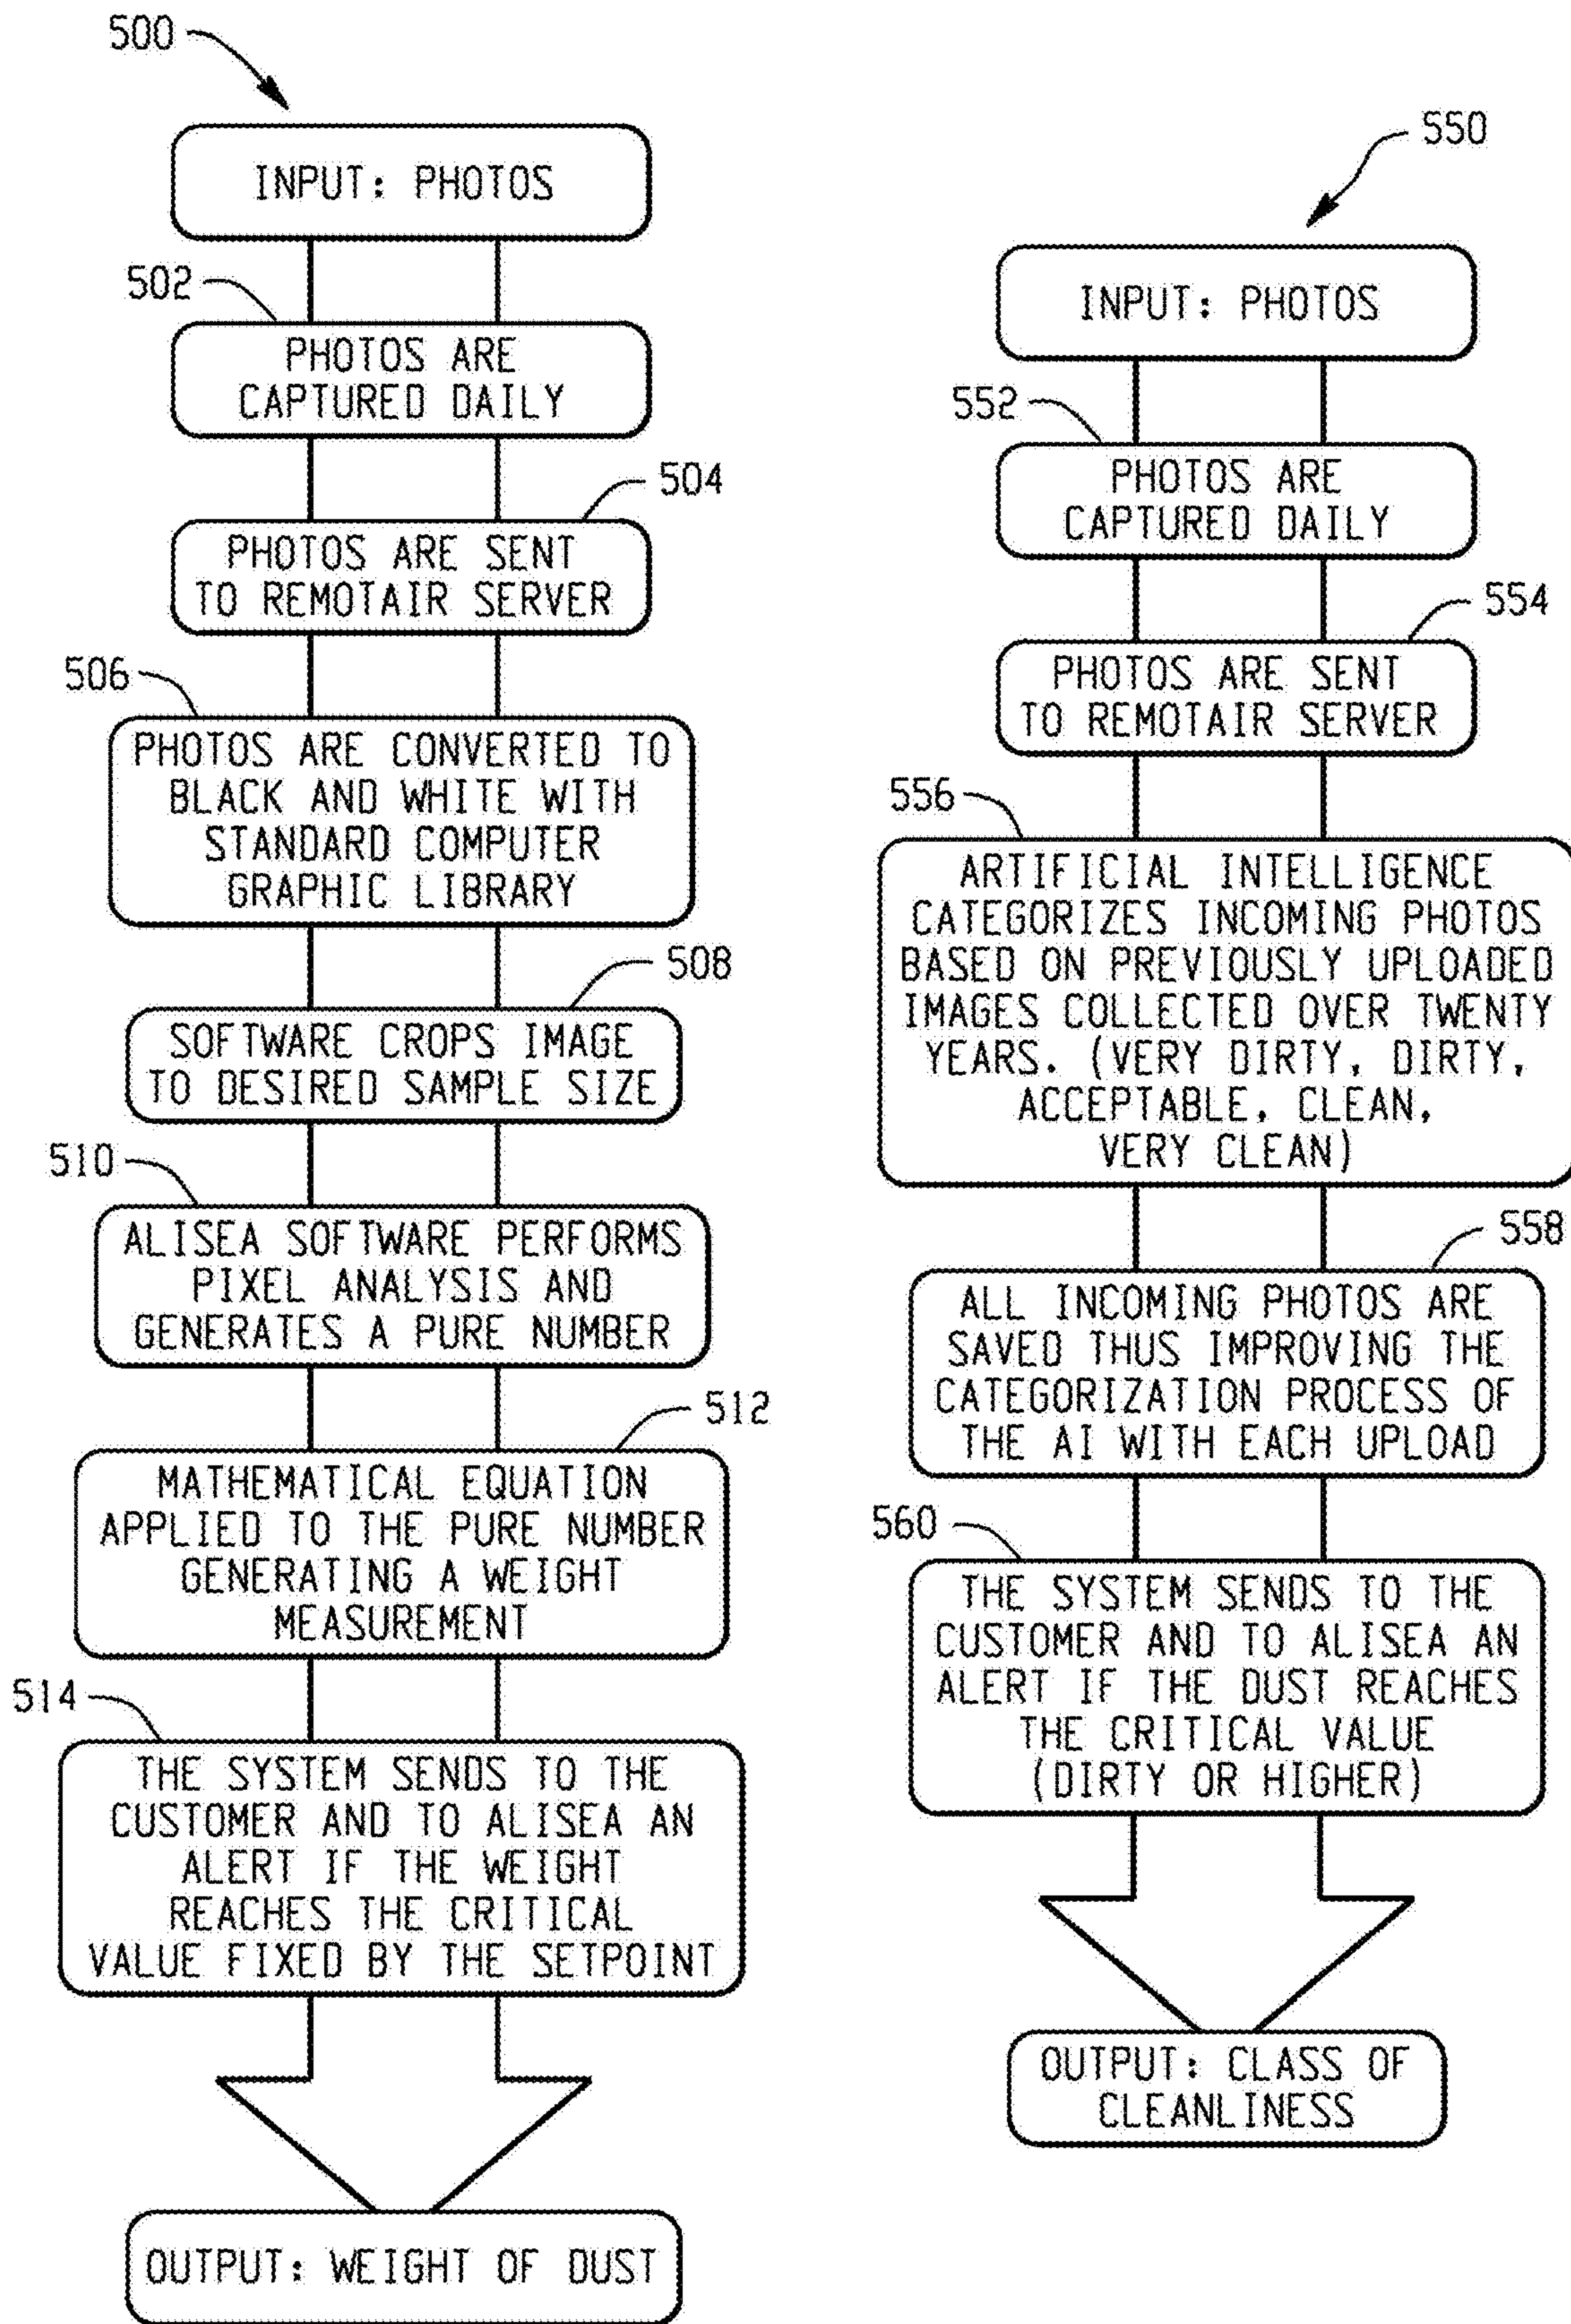 500
INPUT: PHOTOS
502
PHOTOS ARE
CAPTURED DAILY
504
PHOTOS ARE SENT
TO REMOTAIR SERVER
506
PHOTOS ARE CONVERTED TO
BLACK AND WHITE WITH
STANDARD COMPUTER
GRAPHIC LIBRARY
508
SOFTWARE CROPS IMAGE
TO DESIRED SAMPLE SIZE
510
ALISEA SOFTWARE PERFORMS
PIXEL ANALYSIS AND
GENERATES A PURE NUMBER
512
MATHEMATICAL EQUATION
APPLIED TO THE PURE NUMBER
GENERATING A WEIGHT
MEASUREMENT
514
THE SYSTEM SENDS TO THE
CUSTOMER AND TO ALISEA AN
ALERT IF THE WEIGHT
REACHES THE CRITICAL
VALUE FIXED BY THE SETPOINT
OUTPUT: WEIGHT OF DUST
550
INPUT: PHOTOS
552
PHOTOS ARE
CAPTURED DAILY
554
PHOTOS ARE SENT
TO REMOTAIR SERVER
556
ARTIFICIAL INTELLIGENCE
CATEGORIZES INCOMING PHOTOS
BASED ON PREVIOUSLY UPLOADED
IMAGES COLLECTED OVER TWENTY
YEARS. (VERY DIRTY, DIRTY,
ACCEPTABLE, CLEAN,
VERY CLEAN)
558
ALL INCOMING PHOTOS ARE
SAVED THUS IMPROVING THE
CATEGORIZATION PROCESS OF
THE AI WITH EACH UPLOAD
560
THE SYSTEM SENDS TO THE
CUSTOMER AND TO ALISEA AN
ALERT IF THE DUST REACHES
THE CRITICAL VALUE
(DIRTY OR HIGHER)
OUTPUT: CLASS OF
CLEANLINESS